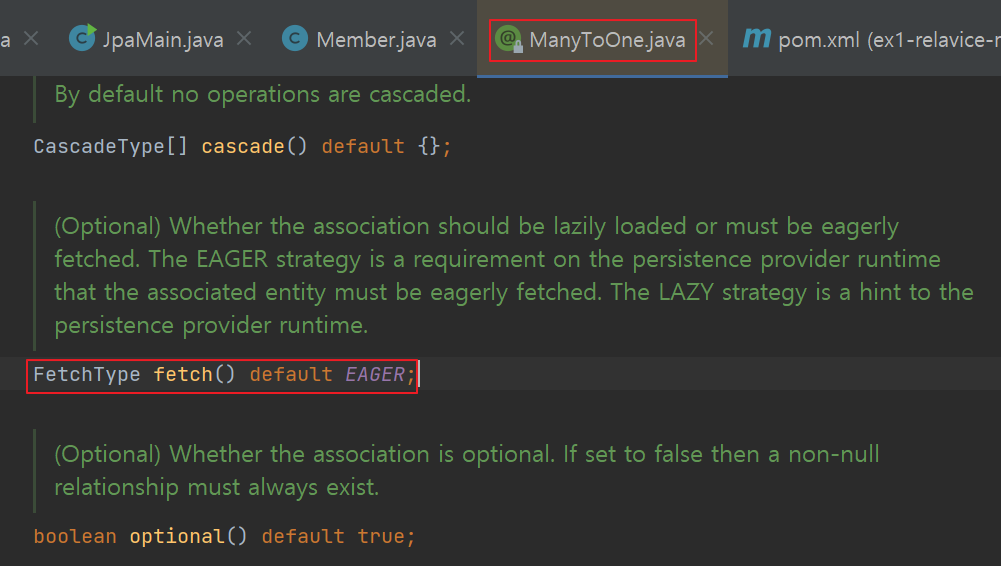 a JpaMain.java Member.java @ ManyToOne.java m pom.xml (ex1-relavice-r
By default no operations are cascaded.
CascadeType[] cascade() default {};
(Optional) Whether the association should be lazily loaded or must be eagerly
fetched. The EAGER strategy is a requirement on the persistence provider runtime
that the associated entity must be eagerly fetched. The LAZY strategy is a hint to the
persistence provider runtime.
FetchType fetch() default EAGER;
(Optional) Whether the association is optional. If set to false then a non-null
relationship must always exist.
boolean optional() default true;